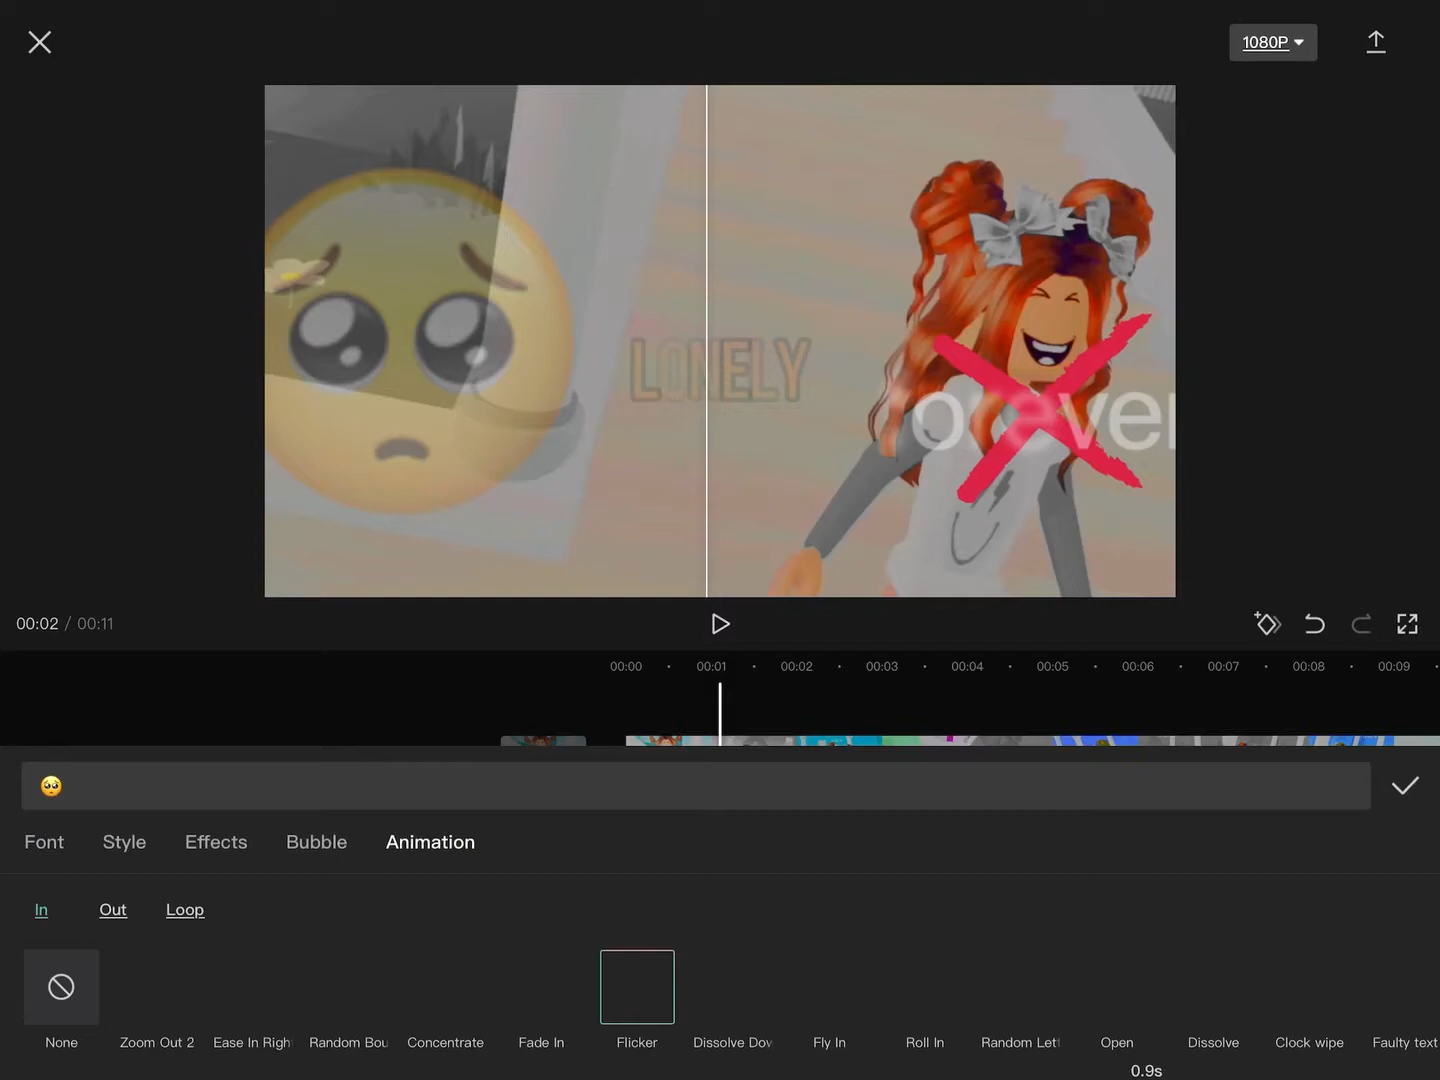 1080P
LONELY
orever
00:02 / 00:11
00:00 00:01 00:02 00:03 00:04 00:05 00:06 00:07 00:08 00:09
🥺
Font Style Effects Bubble Animation
In Out Loop
None Zoom Out 2 Ease In Righ Random Bou Concentrate Fade In Flicker Dissolve Dow Fly In Roll In Random Lett Open Dissolve Clock wipe Faulty text
0.9s